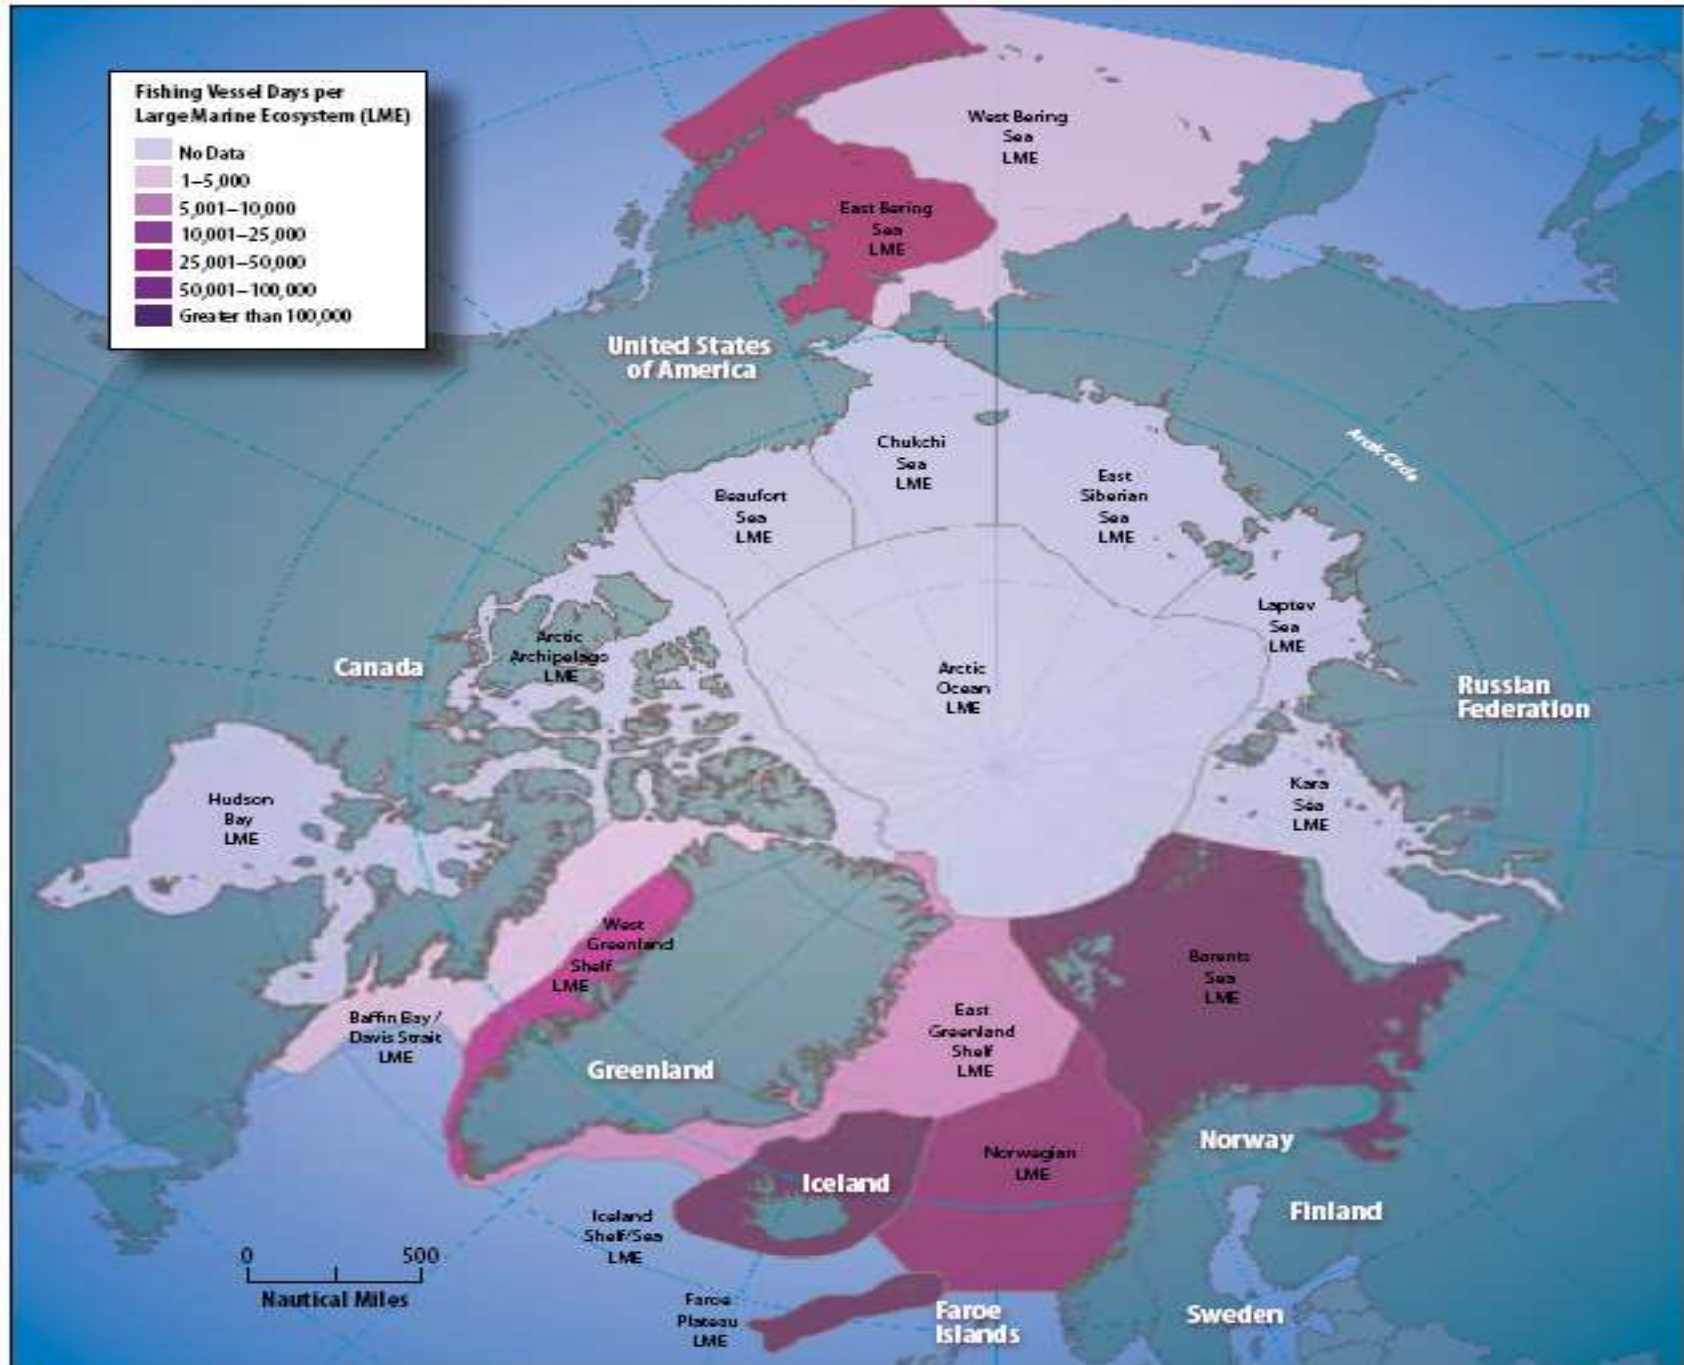 Fishing Vessel Days per
Large Marine Ecosystem (LME)
No Data
1–5,000
5,001–10,000
10,001–25,000
25,001–50,000
50,001–100,000
Greater than 100,000
West Bering
Sea
LME
East Bering
Sea
LME
United States
of America
Chukchi
Sea
LME
Arctic Circle
East
Siberian
Sea
LME
Beaufort
Sea
LME
Laptev
Sea
LME
Arctic
Archipelago
LME
Canada
Arctic
Ocean
LME
Russian
Federation
Hudson
Bay
LME
Kara
Sea
LME
West
Greenland
Shelf
LME
Barents
Sea
LME
Baffin Bay /
Davis Strait
LME
East
Greenland
Shelf
LME
Greenland
Norway
Norwegian
LME
Iceland
Iceland
Shelf/Sea
LME
Finland
0 500
Nautical Miles
Faroe
Plateau
LME
Faroe
Islands
Sweden